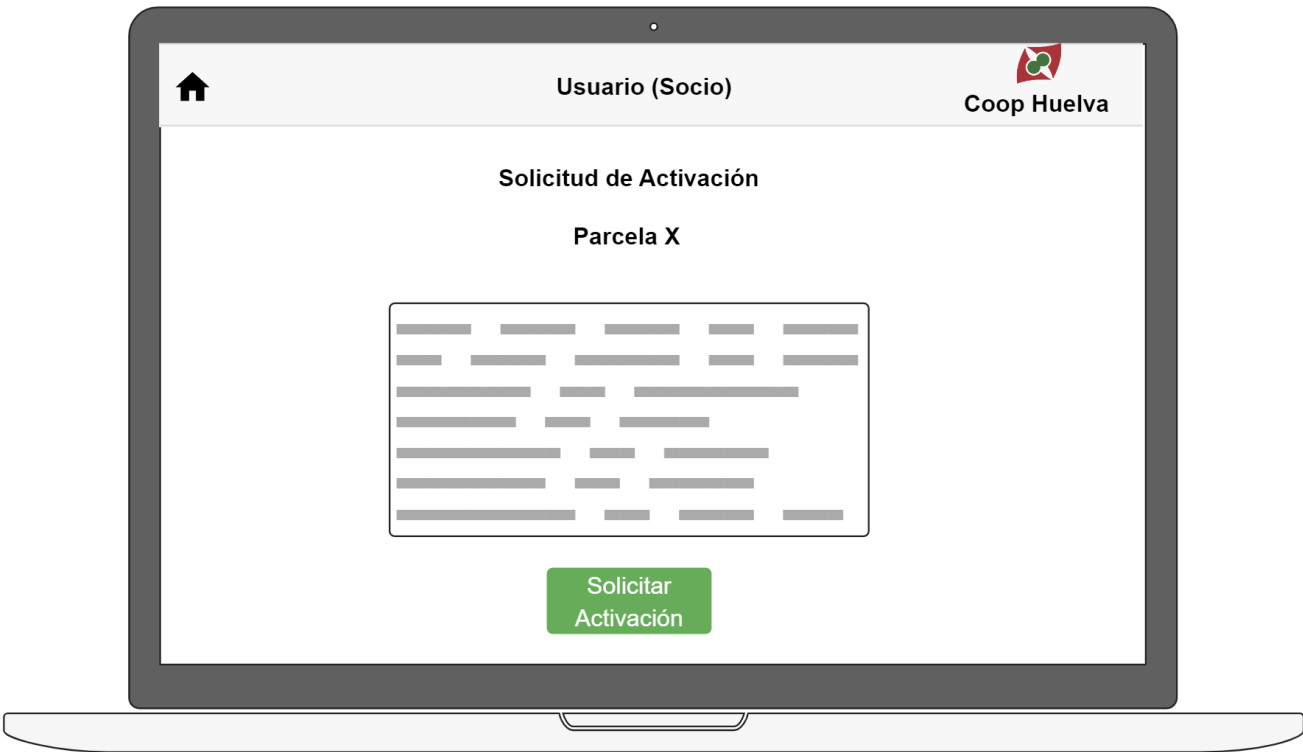 Usuario (Socio)
Coop Huelva
Solicitud de Activación
Parcela X
Solicitar
Activación